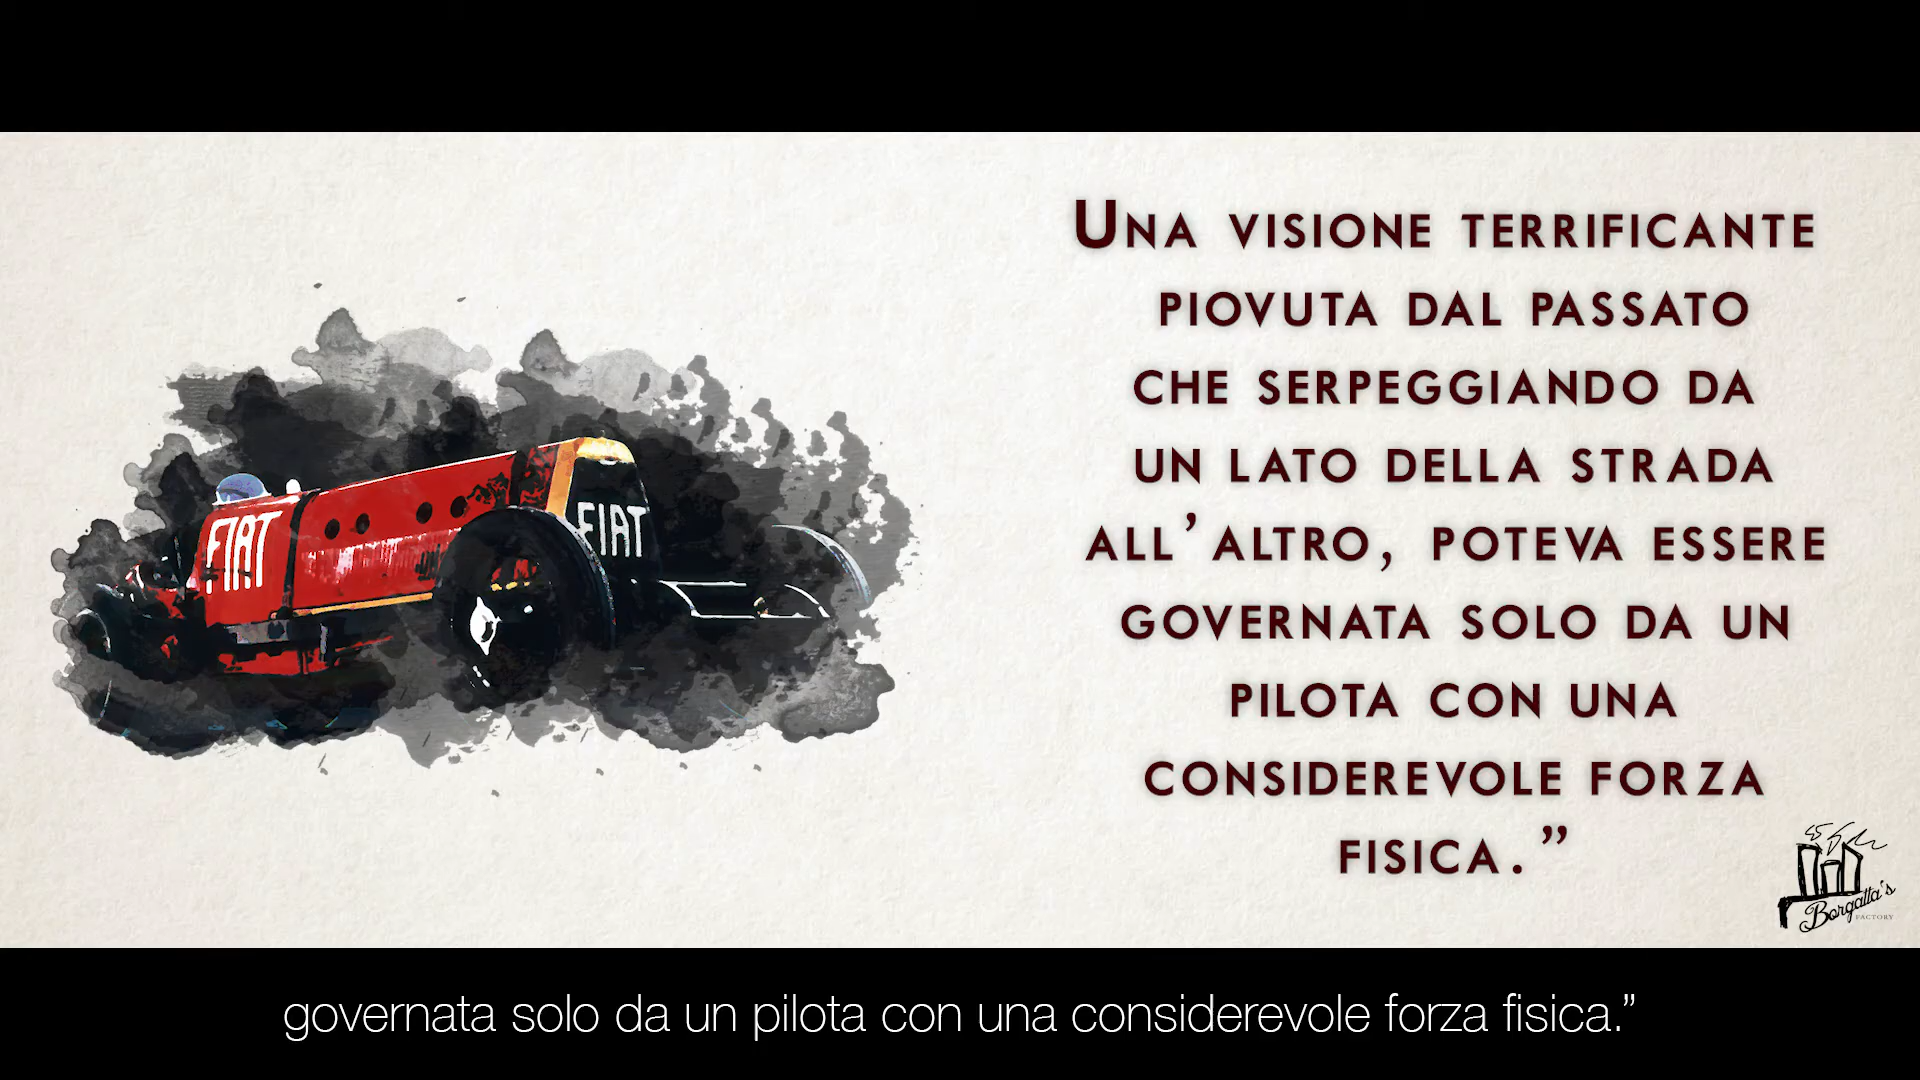 FIAT
FIAT
UNA VISIONE TERRIFICANTE
PIOVUTA DAL PASSATO
CHE SERPEGGIANDO DA
UN LATO DELLA STRADA
ALL’ALTRO, POTEVA ESSERE
GOVERNATA SOLO DA UN
PILOTA CON UNA
CONSIDEREVOLE FORZA
FISICA.”
Borgatta's
FACTORY
governata solo da un pilota con una considerevole forza fisica.”